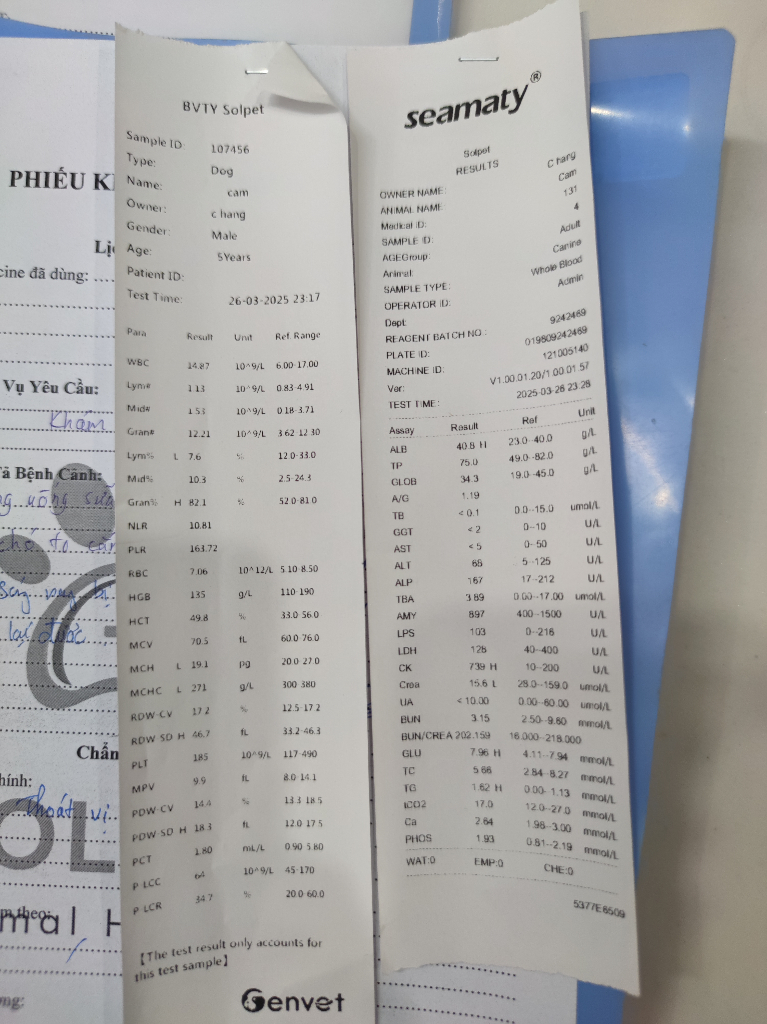 PHIẾU K
Lị
cine đã dùng:
Vụ Yêu Cầu:
Khám
ả Bệnh Cảnh:
uống sữa
chó to cắn
sáng nay bị
lại được
Chẩn
hính:
Thoát vị
m theo:
mal H
BVTY Solpet
Sample ID: 107456
Type: Dog
Name: cam
Owner: c hang
Gender: Male
Age: 5Years
Patient ID:
Test Time: 26-03-2025 23:17
Para Result Unit Ref. Range
WBC 14.87 10^9/L 6.00-17.00
Lym# 1.13 10^9/L 0.83-4.91
Mid# 1.53 10^9/L 0.18-3.71
Gran# 12.21 10^9/L 3.62-12.30
Lym% L 7.6 % 12.0-33.0
Mid% 10.3 % 2.5-24.3
Gran% H 82.1 % 52.0-81.0
NLR 10.81
PLR 163.72
RBC 7.06 10^12/L 5.10-8.50
HGB 135 g/L 110-190
HCT 49.8 % 33.0-56.0
MCV 70.5 fL 60.0-76.0
MCH L 19.1 pg 20.0-27.0
MCHC L 271 g/L 300-380
RDW-CV 17.2 % 12.5-17.2
RDW-SD H 46.7 fL 33.2-46.3
PLT 185 10^9/L 117-490
MPV 9.9 fL 8.0-14.1
PDW-CV 14.4 % 13.3-18.5
PDW-SD H 18.3 fL 12.0-17.5
PCT 1.80 mL/L 0.90-5.80
P-LCC 64 10^9/L 45-170
P-LCR 34.7 % 20.0-60.0
【The test result only accounts for
this test sample】
Genvet
seamaty®
Solpet
RESULTS
OWNER NAME: C hang
ANIMAL NAME: Cam
Medical ID: 131
SAMPLE ID: 4
AGEGroup: Adult
Animal: Canine
SAMPLE TYPE: Whole Blood
OPERATOR ID: Admin
Dept:
REAGENT BATCH NO.: 9242469
PLATE ID: 019809242469
MACHINE ID: 121005140
Ver: V1.00.01.20/1.00.01.57
TEST TIME: 2025-03-26 23:28
Assay Result Ref Unit
ALB 40.8 H 23.0--40.0 g/L
TP 75.0 49.0--82.0 g/L
GLOB 34.3 19.0--45.0 g/L
A/G 1.19
TB < 0.1 0.0--15.0 umol/L
GGT < 2 0--10 U/L
AST < 5 0--50 U/L
ALT 68 5--125 U/L
ALP 167 17--212 U/L
TBA 3.89 0.00--17.00 umol/L
AMY 897 400--1500 U/L
LPS 103 0--216 U/L
LDH 128 40--400 U/L
CK 739 H 10--200 U/L
Crea 15.6 L 28.0--159.0 umol/L
UA < 10.00 0.00--60.00 umol/L
BUN 3.15 2.50--9.60 mmol/L
BUN/CREA 202.159 16.000--218.000
GLU 7.96 H 4.11--7.94 mmol/L
TC 5.66 2.84--8.27 mmol/L
TG 1.62 H 0.00--1.13 mmol/L
tCO2 17.0 12.0--27.0 mmol/L
Ca 2.64 1.98--3.00 mmol/L
PHOS 1.93 0.81--2.19 mmol/L
WAT:0 EMP:0 CHE:0
5377E8509